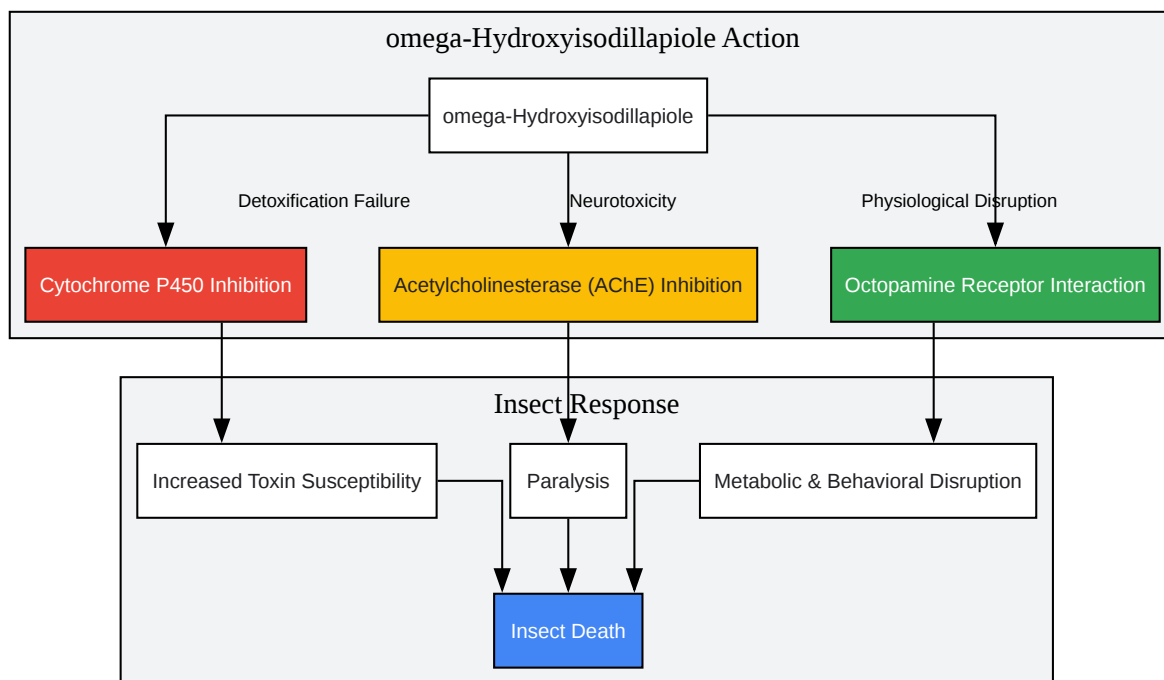 omega-Hydroxyisodillapiole Action
omega-Hydroxyisodillapiole
Detoxification Failure
Neurotoxicity
Physiological Disruption
Cytochrome P450 Inhibition
Acetylcholinesterase (AChE) Inhibition
Octopamine Receptor Interaction
Insect Response
Increased Toxin Susceptibility
Paralysis
Metabolic & Behavioral Disruption
Insect Death